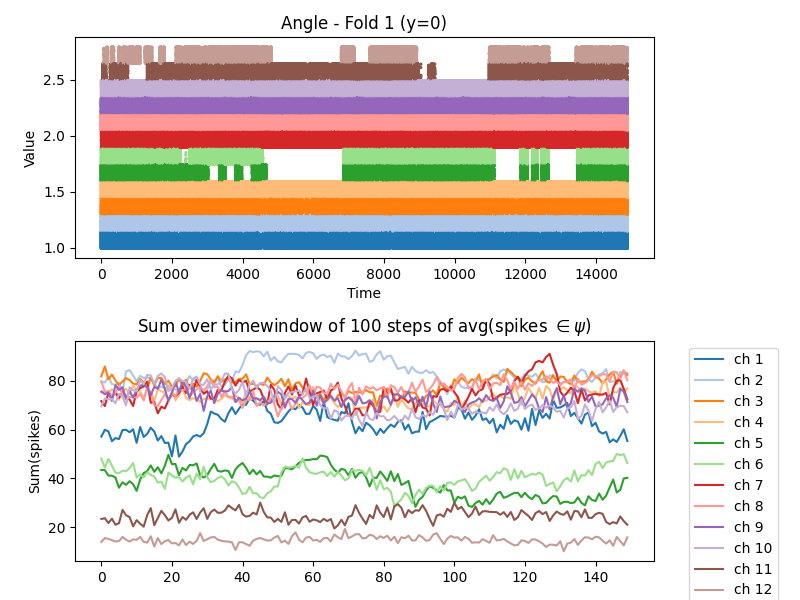 Angle - Fold 1 (y=0)
Value
2.5
2.0
1.5
1.0
0 2000 4000 6000 8000 10000 12000 14000
Time
Sum over timewindow of 100 steps of avg(spikes ∈ ψ)
Sum(spikes)
80
60
40
20
0 20 40 60 80 100 120 140
ch 1
ch 2
ch 3
ch 4
ch 5
ch 6
ch 7
ch 8
ch 9
ch 10
ch 11
ch 12